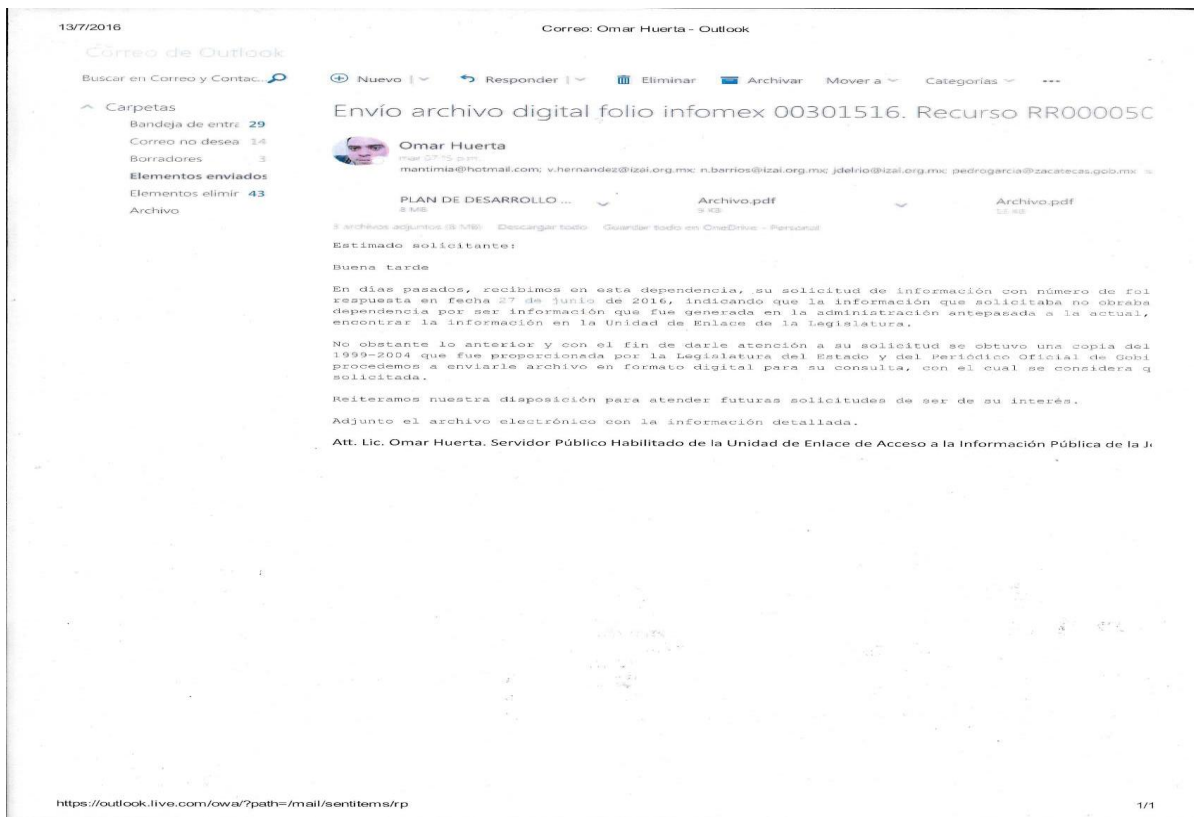 13/7/2016
Correo: Omar Huerta - Outlook
Correo de Outlook
Buscar en Correo y Contac...
Nuevo
Responder
Eliminar
Archivar
Mover a
Categorías
...
Carpetas
Bandeja de entra 29
Correo no desea 14
Borradores 3
Elementos enviados
Elementos elimir 43
Archivo
Envío archivo digital folio infomex 00301516. Recurso RR00005C
Omar Huerta
mar 07:15 p.m.
mantimia@hotmail.com; v.hernandez@izai.org.mx; n.barrios@izai.org.mx; jdelrio@izai.org.mx; pedrogarcia@zacatecas.gob.mx
PLAN DE DESARROLLO ...
8 MB
Archivo.pdf
9 KB
Archivo.pdf
3 archivos adjuntos (8 MB) Descargar todo Guardar todo en OneDrive - Personal
Estimado solicitante:
Buena tarde
En días pasados, recibimos en esta dependencia, su solicitud de información con número de fol
respuesta en fecha 27 de junio de 2016, indicando que la información que solicitaba no obraba
dependencia por ser información que fue generada en la administración antepasada a la actual,
encontrar la información en la Unidad de Enlace de la Legislatura.
No obstante lo anterior y con el fin de darle atención a su solicitud se obtuvo una copia del
1999-2004 que fue proporcionada por la Legislatura del Estado y del Periódico Oficial de Gobi
procedemos a enviarle archivo en formato digital para su consulta, con el cual se considera q
solicitada.
Reiteramos nuestra disposición para atender futuras solicitudes de ser de su interés.
Adjunto el archivo electrónico con la información detallada.
Att. Lic. Omar Huerta. Servidor Público Habilitado de la Unidad de Enlace de Acceso a la Información Pública de la J
https://outlook.live.com/owa/?path=/mail/sentitems/rp
1/1